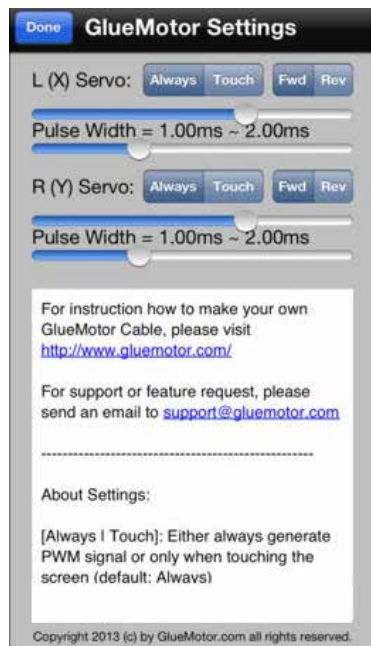 Done GlueMotor Settings
L (X) Servo: Always Touch Fwd Rev
Pulse Width = 1.00ms ~ 2.00ms
R (Y) Servo: Always Touch Fwd Rev
Pulse Width = 1.00ms ~ 2.00ms
For instruction how to make your own
GlueMotor Cable, please visit
http://www.gluemotor.com/
For support or feature request, please
send an email to support@gluemotor.com
---------------------------------------------------
About Settings:
[Always | Touch]: Either always generate
PWM signal or only when touching the
screen (default: Always)
Copyright 2013 (c) by GlueMotor.com all rights reserved.